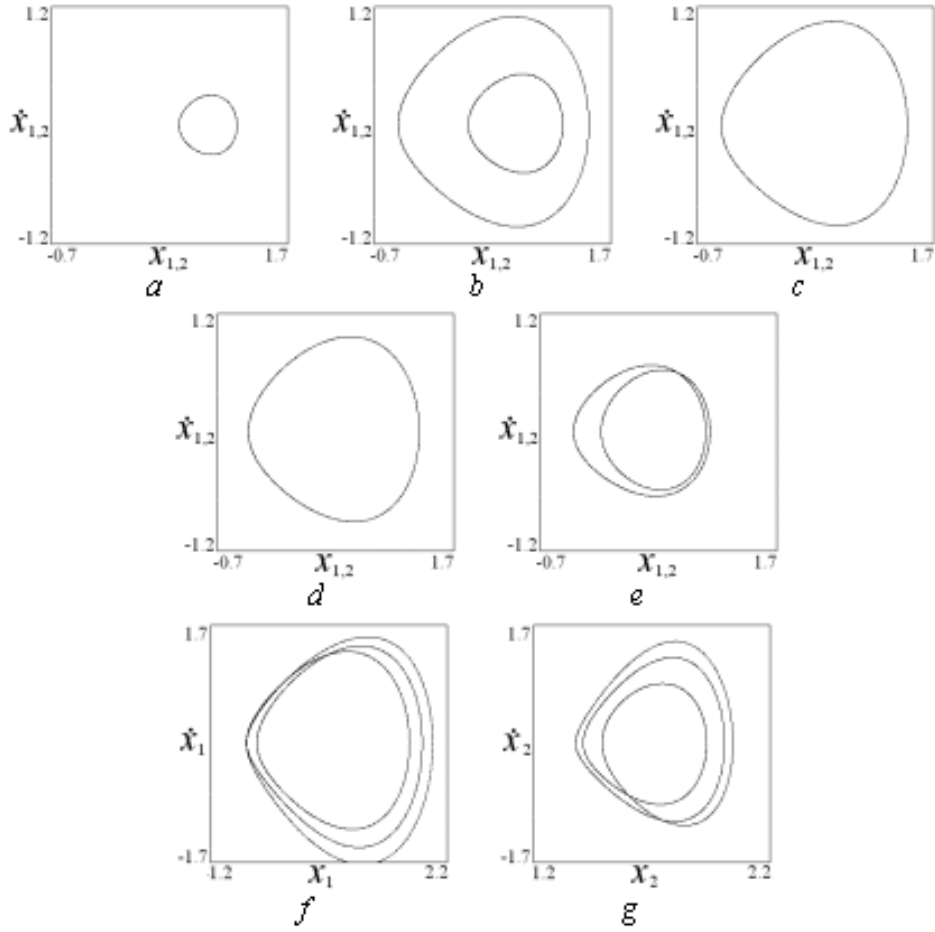 1.2 1.2 1.2
ẋ1,2 ẋ1,2 ẋ1,2
-1.2 -1.2 -1.2
-0.7 x1,2 1.7 -0.7 x1,2 1.7 -0.7 x1,2 1.7
a b c
1.2 1.2
ẋ1,2 ẋ1,2
-1.2 -1.2
-0.7 x1,2 1.7 -0.7 x1,2 1.7
d e
1.7 1.7
ẋ1 ẋ2
-1.7 -1.7
-1.2 x1 2.2 1.2 x2 2.2
f g